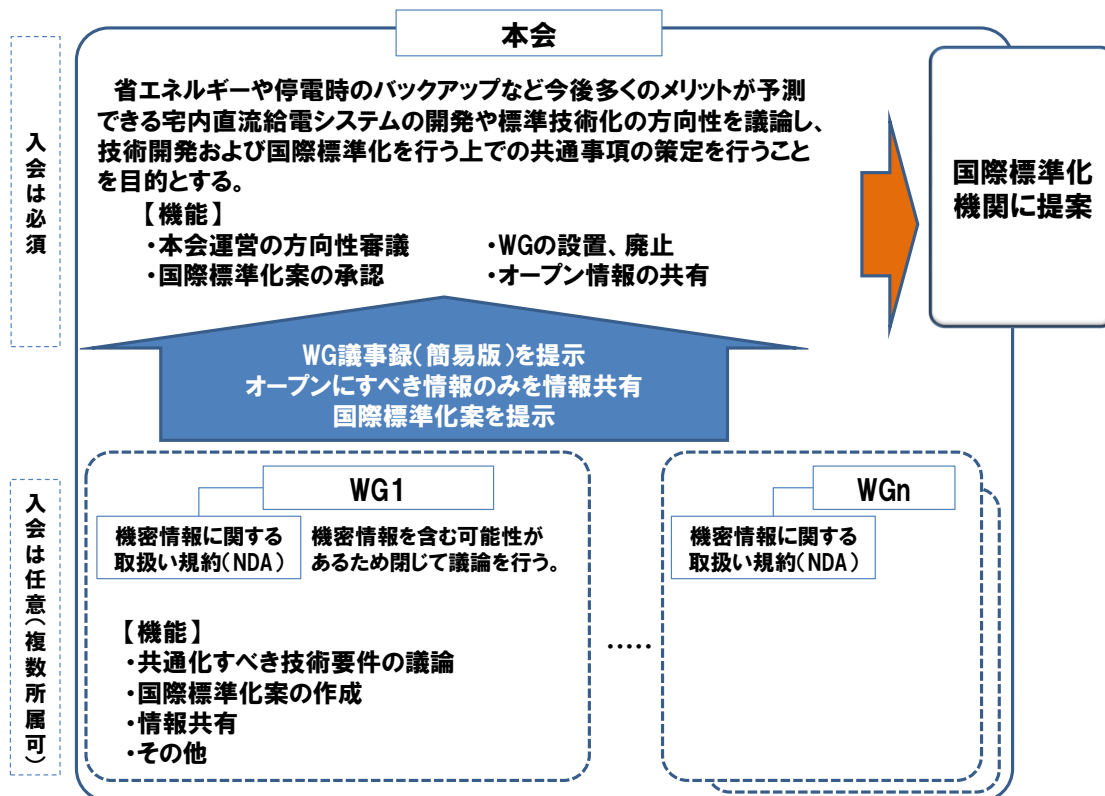 本会
入会は必須
省エネルギーや停電時のバックアップなど今後多くのメリットが予測
できる宅内直流給電システムの開発や標準技術化の方向性を議論し、
技術開発および国際標準化を行う上での共通事項の策定を行うこと
を目的とする。
【機能】
・本会運営の方向性審議
・WGの設置、廃止
・国際標準化案の承認
・オープン情報の共有
国際標準化
機関に提案
WG議事録(簡易版)を提示
オープンにすべき情報のみを情報共有
国際標準化案を提示
入会は任意(複数所属可)
WG1
機密情報に関する
取扱い規約(NDA)
機密情報を含む可能性が
あるため閉じて議論を行う。
【機能】
・共通化すべき技術要件の議論
・国際標準化案の作成
・情報共有
・その他
.....
WGn
機密情報に関する
取扱い規約(NDA)